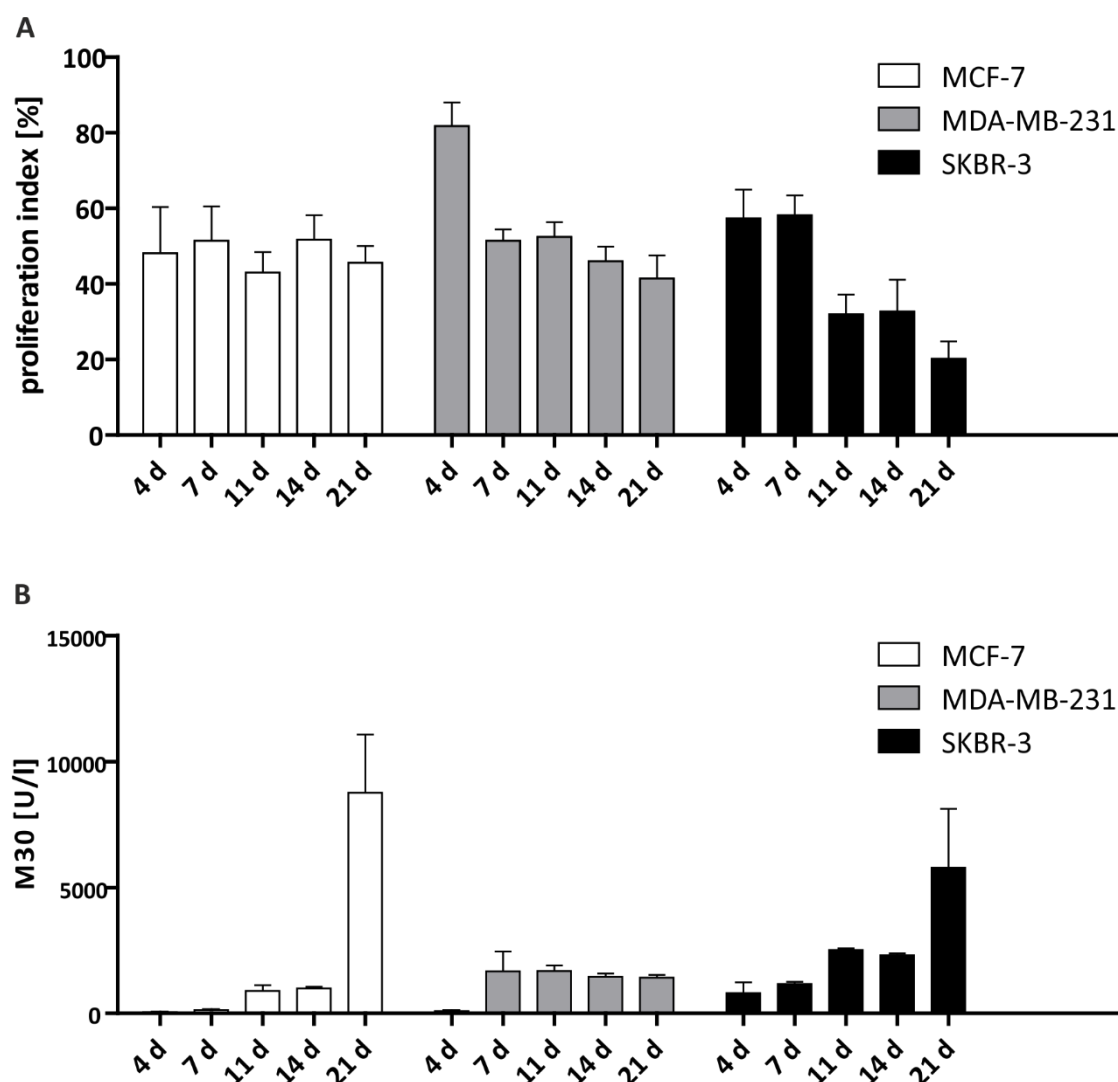 A
proliferation index [%]
100
80
60
40
20
0
MCF-7
MDA-MB-231
SKBR-3
4 d 7 d 11 d 14 d 21 d 4 d 7 d 11 d 14 d 21 d 4 d 7 d 11 d 14 d 21 d
B
M30 [U/l]
15000
10000
5000
0
MCF-7
MDA-MB-231
SKBR-3
4 d 7 d 11 d 14 d 21 d 4 d 7 d 11 d 14 d 21 d 4 d 7 d 11 d 14 d 21 d